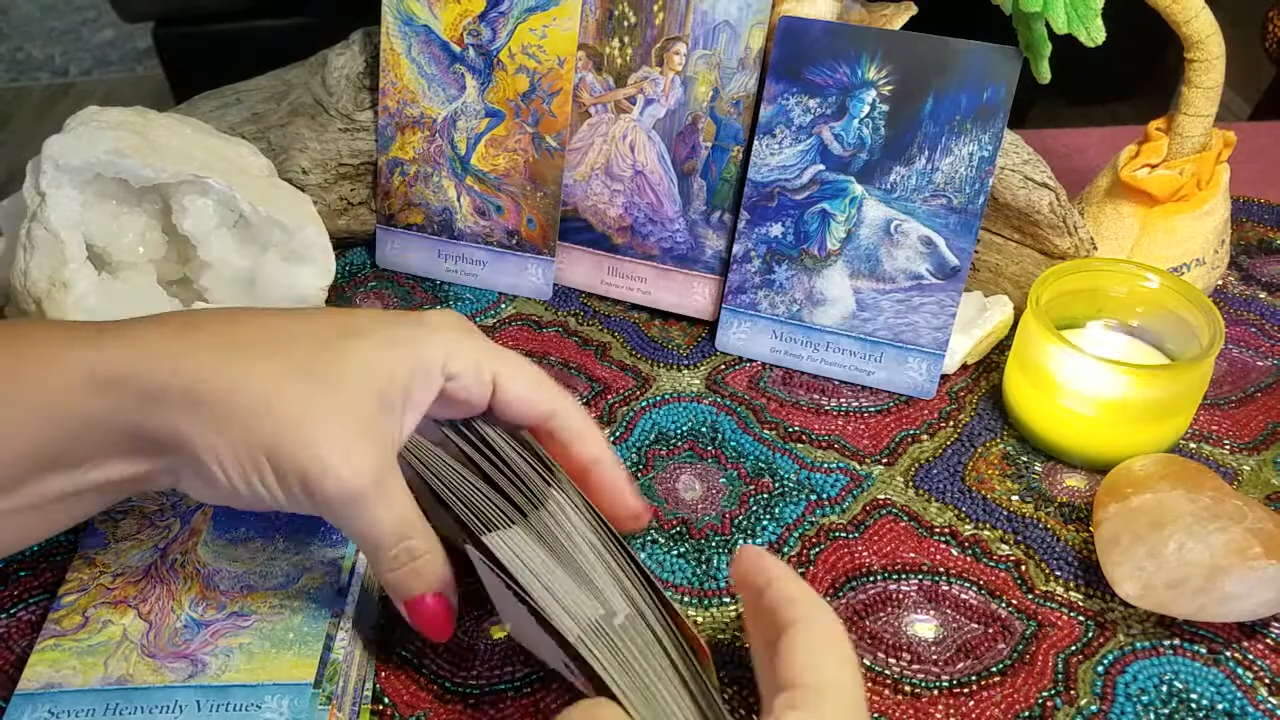 Epiphany
Seek Clarity
Illusion
Embrace the Truth
Moving Forward
Get Ready For Positive Change
Seven Heavenly Virtues